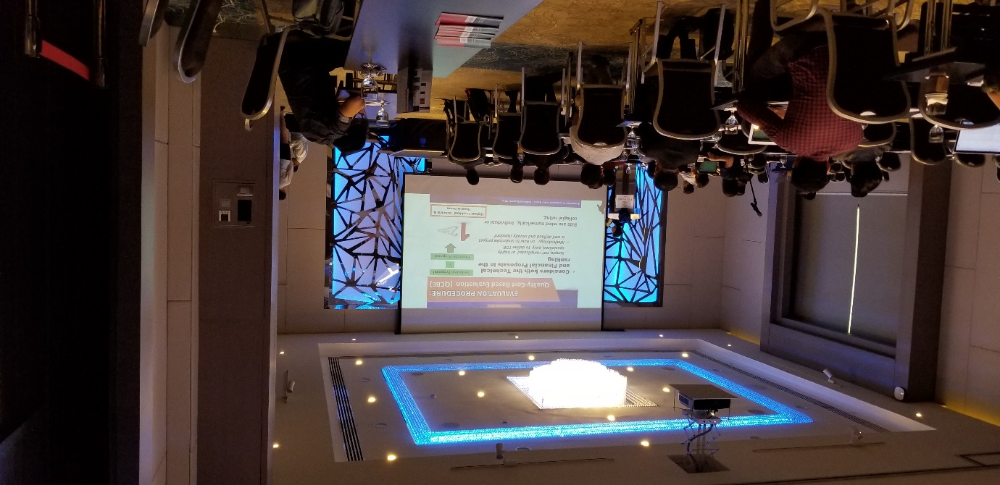 EVALUATION PROCEDURE:
Quality-Cost Based Evaluation (QCBE)
• Considers both the Technical
and Financial Proposals in the
ranking
Simple, not complicated or highly
specialized, easy to define TOR
— Methodology - on how to undertake project
is well defined and usually standard
Bids are rated numerically, Individual or
collegial rating.
Technical Proposal
Financial Proposal
1
2
Highest Combined Technical &
Financial Score